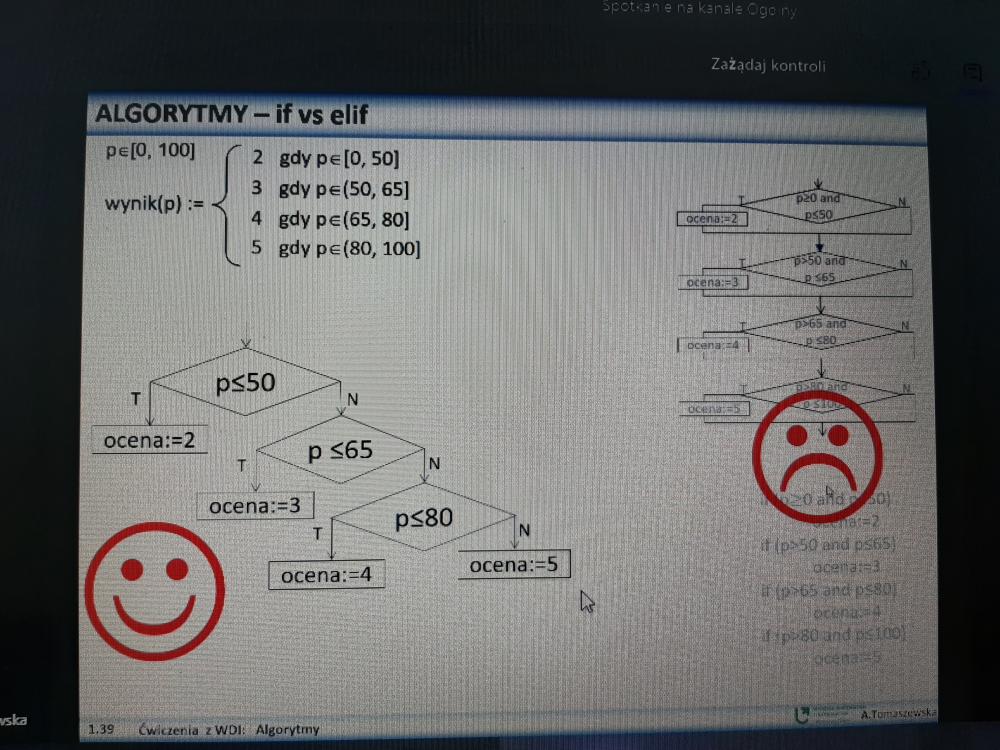 Spotkanie na kanale Ogólny
Zażądaj kontroli
ALGORYTMY – if vs elif
p∈[0, 100]
wynik(p) :=
2 gdy p∈[0, 50]
3 gdy p∈(50, 65]
4 gdy p∈(65, 80]
5 gdy p∈(80, 100]
p≤50
T
N
ocena:=2
p ≤65
T
N
ocena:=3
p≤80
T
N
ocena:=4
ocena:=5
p≥0 and
p≤50
T
N
ocena:=2
p>50 and
p ≤65
T
N
ocena:=3
p>65 and
p ≤80
T
N
ocena:=4
p>80 and
p ≤100
T
N
ocena:=5
if (p≥0 and p≤50)
ocena:=2
if (p>50 and p≤65)
ocena:=3
if (p>65 and p≤80)
ocena:=4
if (p>80 and p≤100)
ocena:=5
wska
1.39 Ćwiczenia z WDI: Algorytmy
A.Tomaszewska